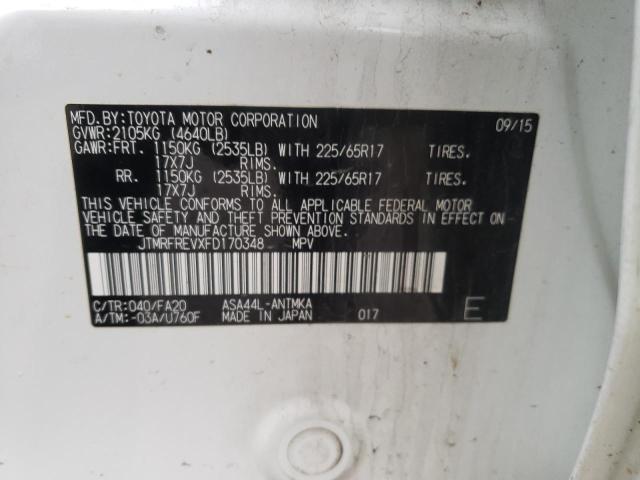 MFD.BY:TOYOTA MOTOR CORPORATION 09/15
GVWR:2105KG (4640LB)
GAWR:FRT. 1150KG (2535LB) WITH 225/65R17 TIRES.
17X7J RIMS.
RR. 1150KG (2535LB) WITH 225/65R17 TIRES.
17X7J RIMS.
THIS VEHICLE CONFORMS TO ALL APPLICABLE FEDERAL MOTOR
VEHICLE SAFETY AND THEFT PREVENTION STANDARDS IN EFFECT ON
THE DATE OF MANUFACTURE SHOWN ABOVE.
JTMRFREVXFD170348 MPV
C/TR:040/FA20 ASA44L-ANTMKA
A/TM:-03A/U760F MADE IN JAPAN 017 E